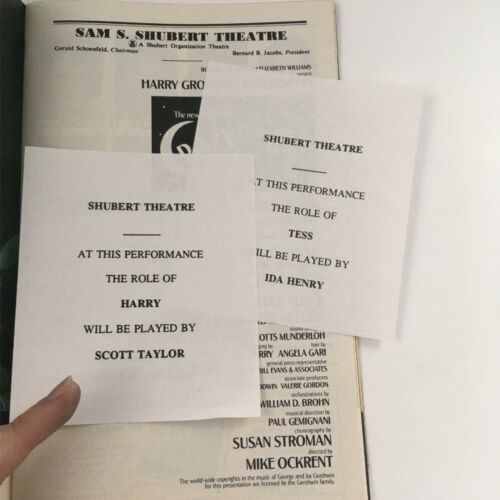 SAM S. SHUBERT THEATRE
A Shubert Organization Theatre
Gerald Schoenfeld, Chairman
Bernard B. Jacobs, President
ELIZABETH WILLIAMS
present
HARRY
The new
SHUBERT THEATRE
AT THIS PERFORMANCE
THE ROLE OF
HARRY
WILL BE PLAYED BY
SCOTT TAYLOR
SHUBERT THEATRE
AT THIS PERFORMANCE
THE ROLE OF
TESS
WILL BE PLAYED BY
IDA HENRY
MUNDERLOH
hair by
ANGELA GARI
general press representative
BILL EVANS & ASSOCIATES
associate producers
VALERIE GORDON
orchestrations by
WILLIAM D. BROHN
musical direction by
PAUL GEMIGNANI
choreography by
SUSAN STROMAN
directed by
MIKE OCKRENT
The world-wide copyrights in the music of George and Ira Gershwin
for this presentation are licensed by the Gershwin family.